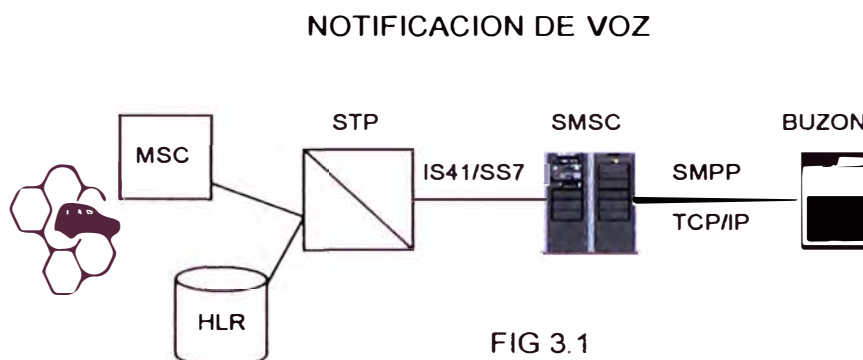 NOTIFICACION DE VOZ
STP
SMSC
BUZON
MSC
IS41/SS7
SMPP
TCP/IP
HLR
FIG 3.1